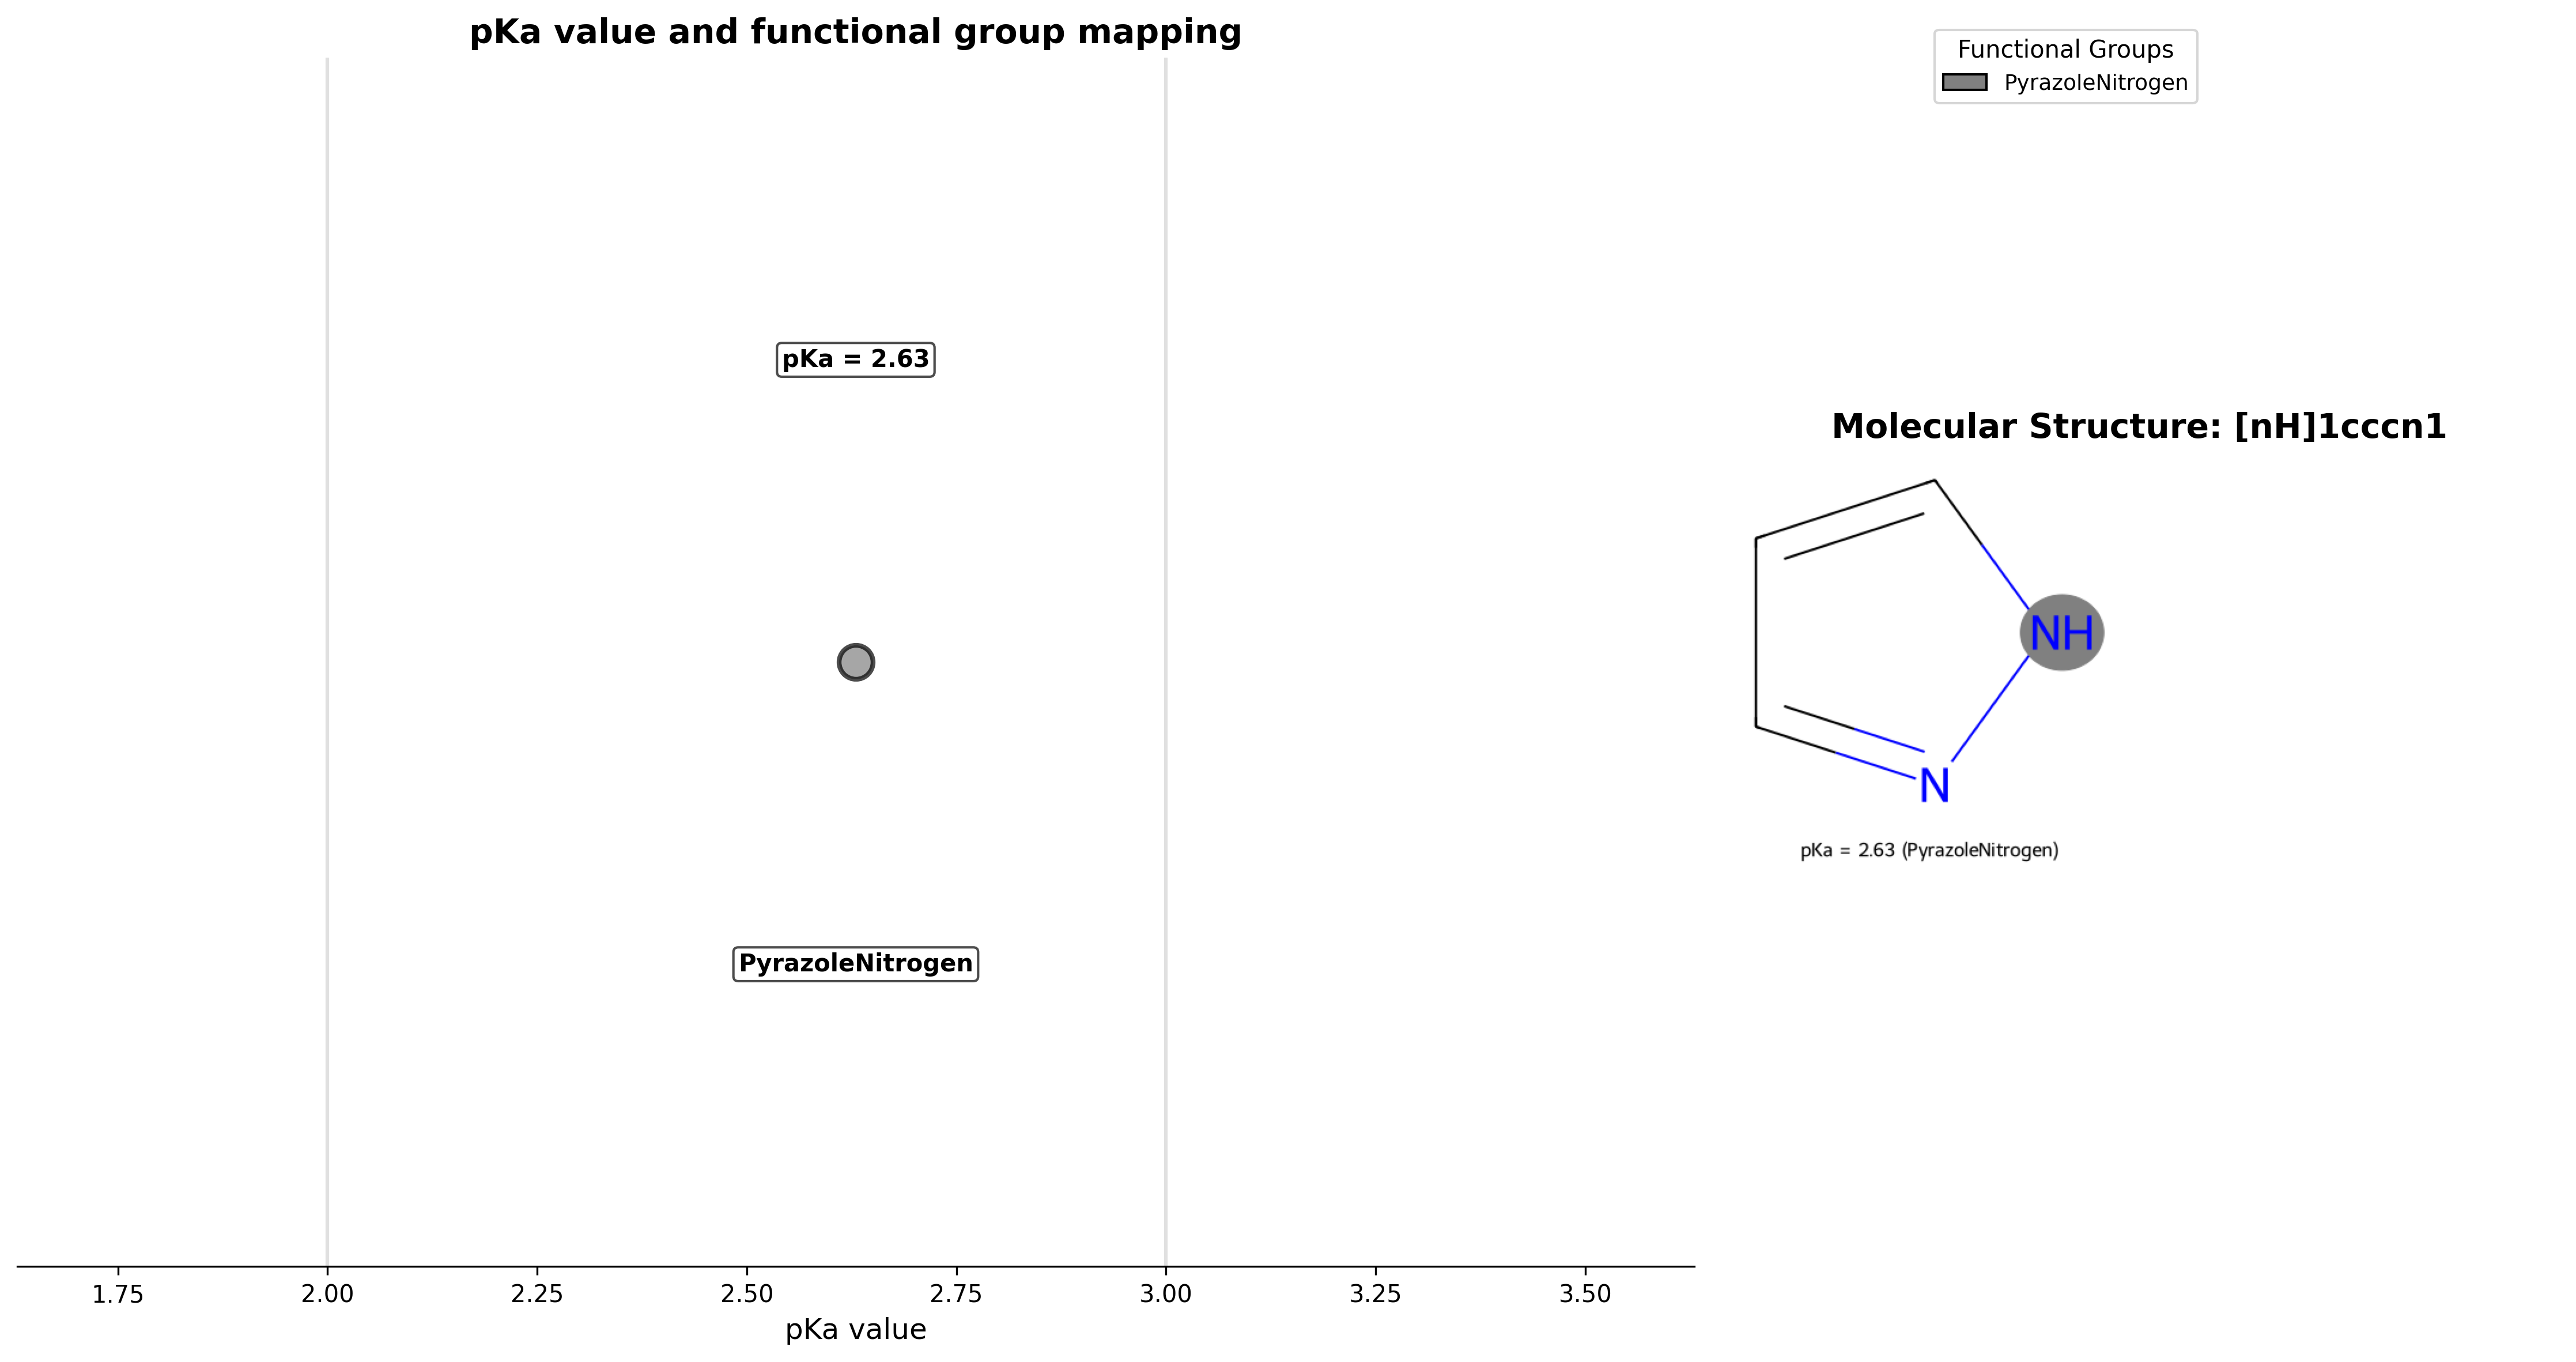 pKa value and functional group mapping
pKa = 2.63
PyrazoleNitrogen
1.75 2.00 2.25 2.50 2.75 3.00 3.25 3.50
pKa value
Functional Groups
PyrazoleNitrogen
Molecular Structure: [nH]1cccn1
NH
N
pKa = 2.63 (PyrazoleNitrogen)